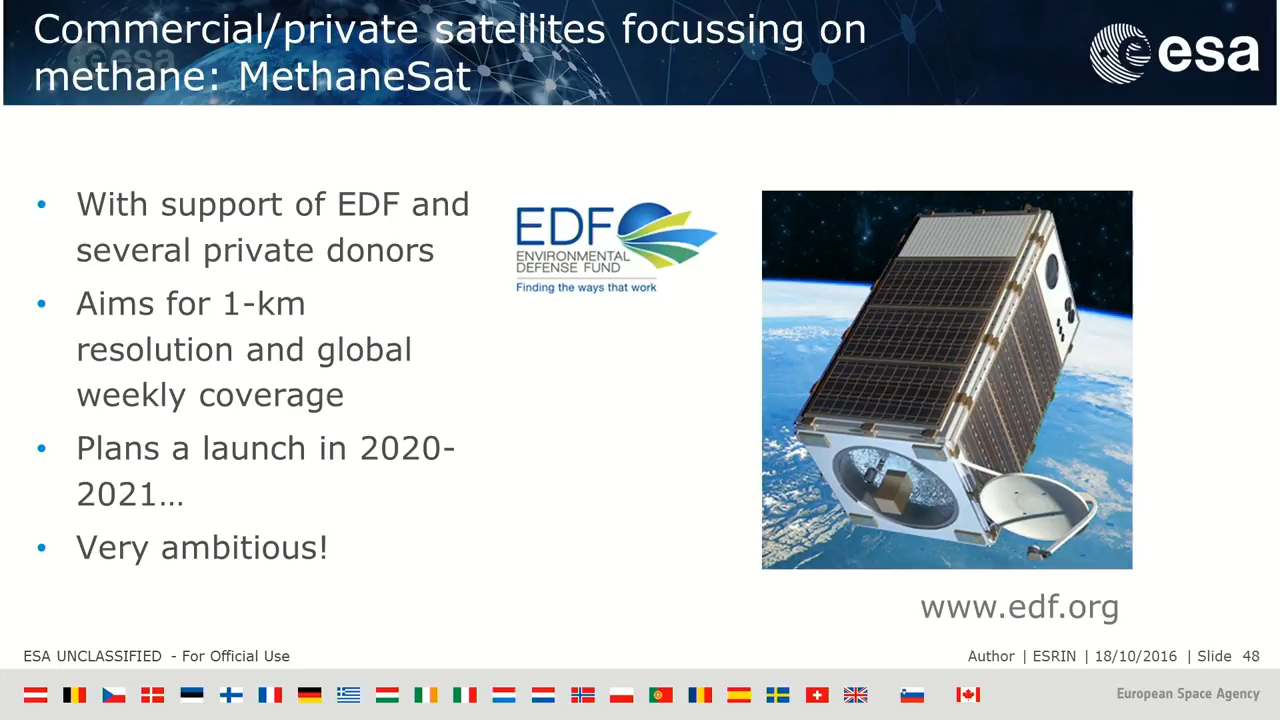 Commercial/private satellites focussing on
methane: MethaneSat
esa
• With support of EDF and
several private donors
• Aims for 1-km
resolution and global
weekly coverage
• Plans a launch in 2020-
2021…
• Very ambitious!
EDF
ENVIRONMENTAL
DEFENSE FUND
Finding the ways that work
www.edf.org
ESA UNCLASSIFIED - For Official Use
Author | ESRIN | 18/10/2016 | Slide 48
European Space Agency